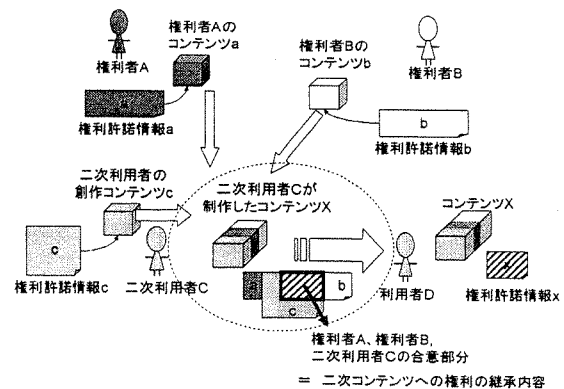 権利者A
権利者Aの
コンテンツa
権利者Bの
コンテンツb
権利者B
a
権利許諾情報a
b
権利許諾情報b
二次利用者の
創作コンテンツc
二次利用者Cが
制作したコンテンツX
コンテンツX
c
権利許諾情報c
二次利用者C
a
c
b
利用者D
権利許諾情報x
権利者A、権利者B,
二次利用者Cの合意部分
= 二次コンテンツへの権利の継承内容